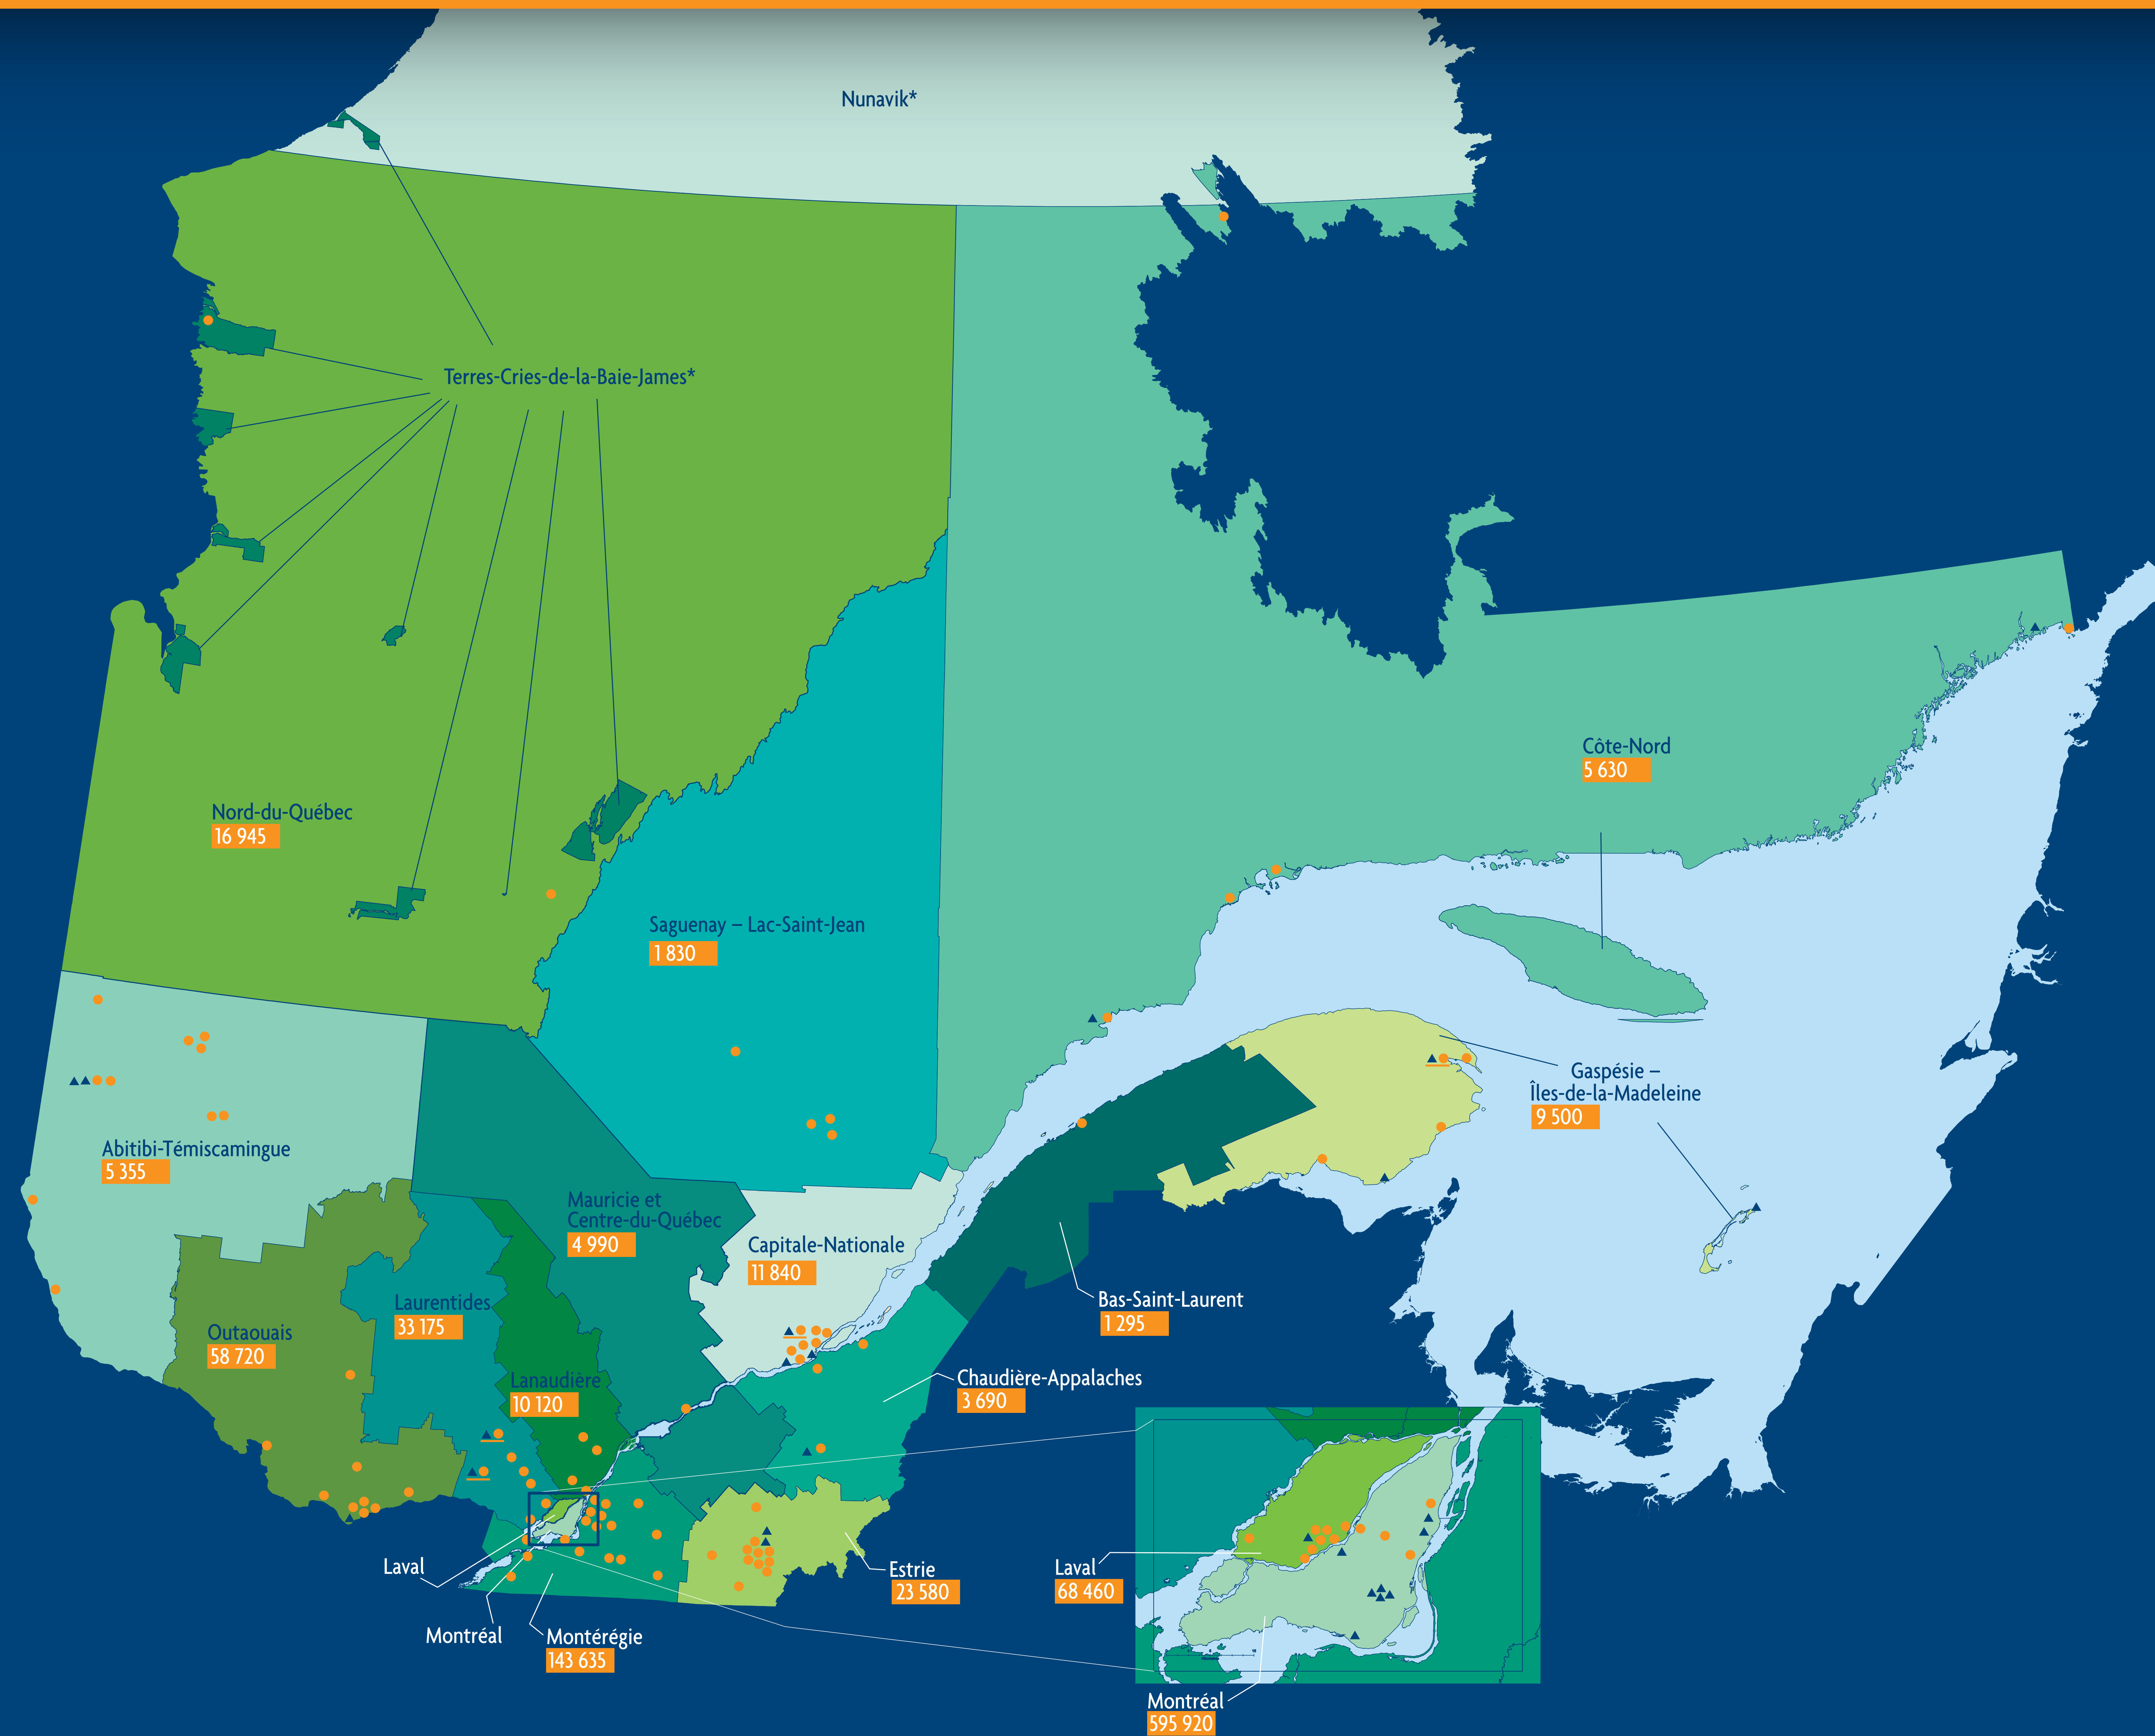 Nunavik*
Terres-Cries-de-la-Baie-James*
Côte-Nord
5 630
Nord-du-Québec
16 945
Saguenay – Lac-Saint-Jean
1 830
Gaspésie –
Îles-de-la-Madeleine
9 500
Abitibi-Témiscamingue
5 355
Mauricie et
Centre-du-Québec
4 990
Capitale-Nationale
11 840
Bas-Saint-Laurent
1 295
Laurentides
33 175
Outaouais
58 720
Lanaudière
10 120
Chaudière-Appalaches
3 690
Laval
Estrie
23 580
Laval
68 460
Montréal
Montérégie
143 635
Montréal
595 920